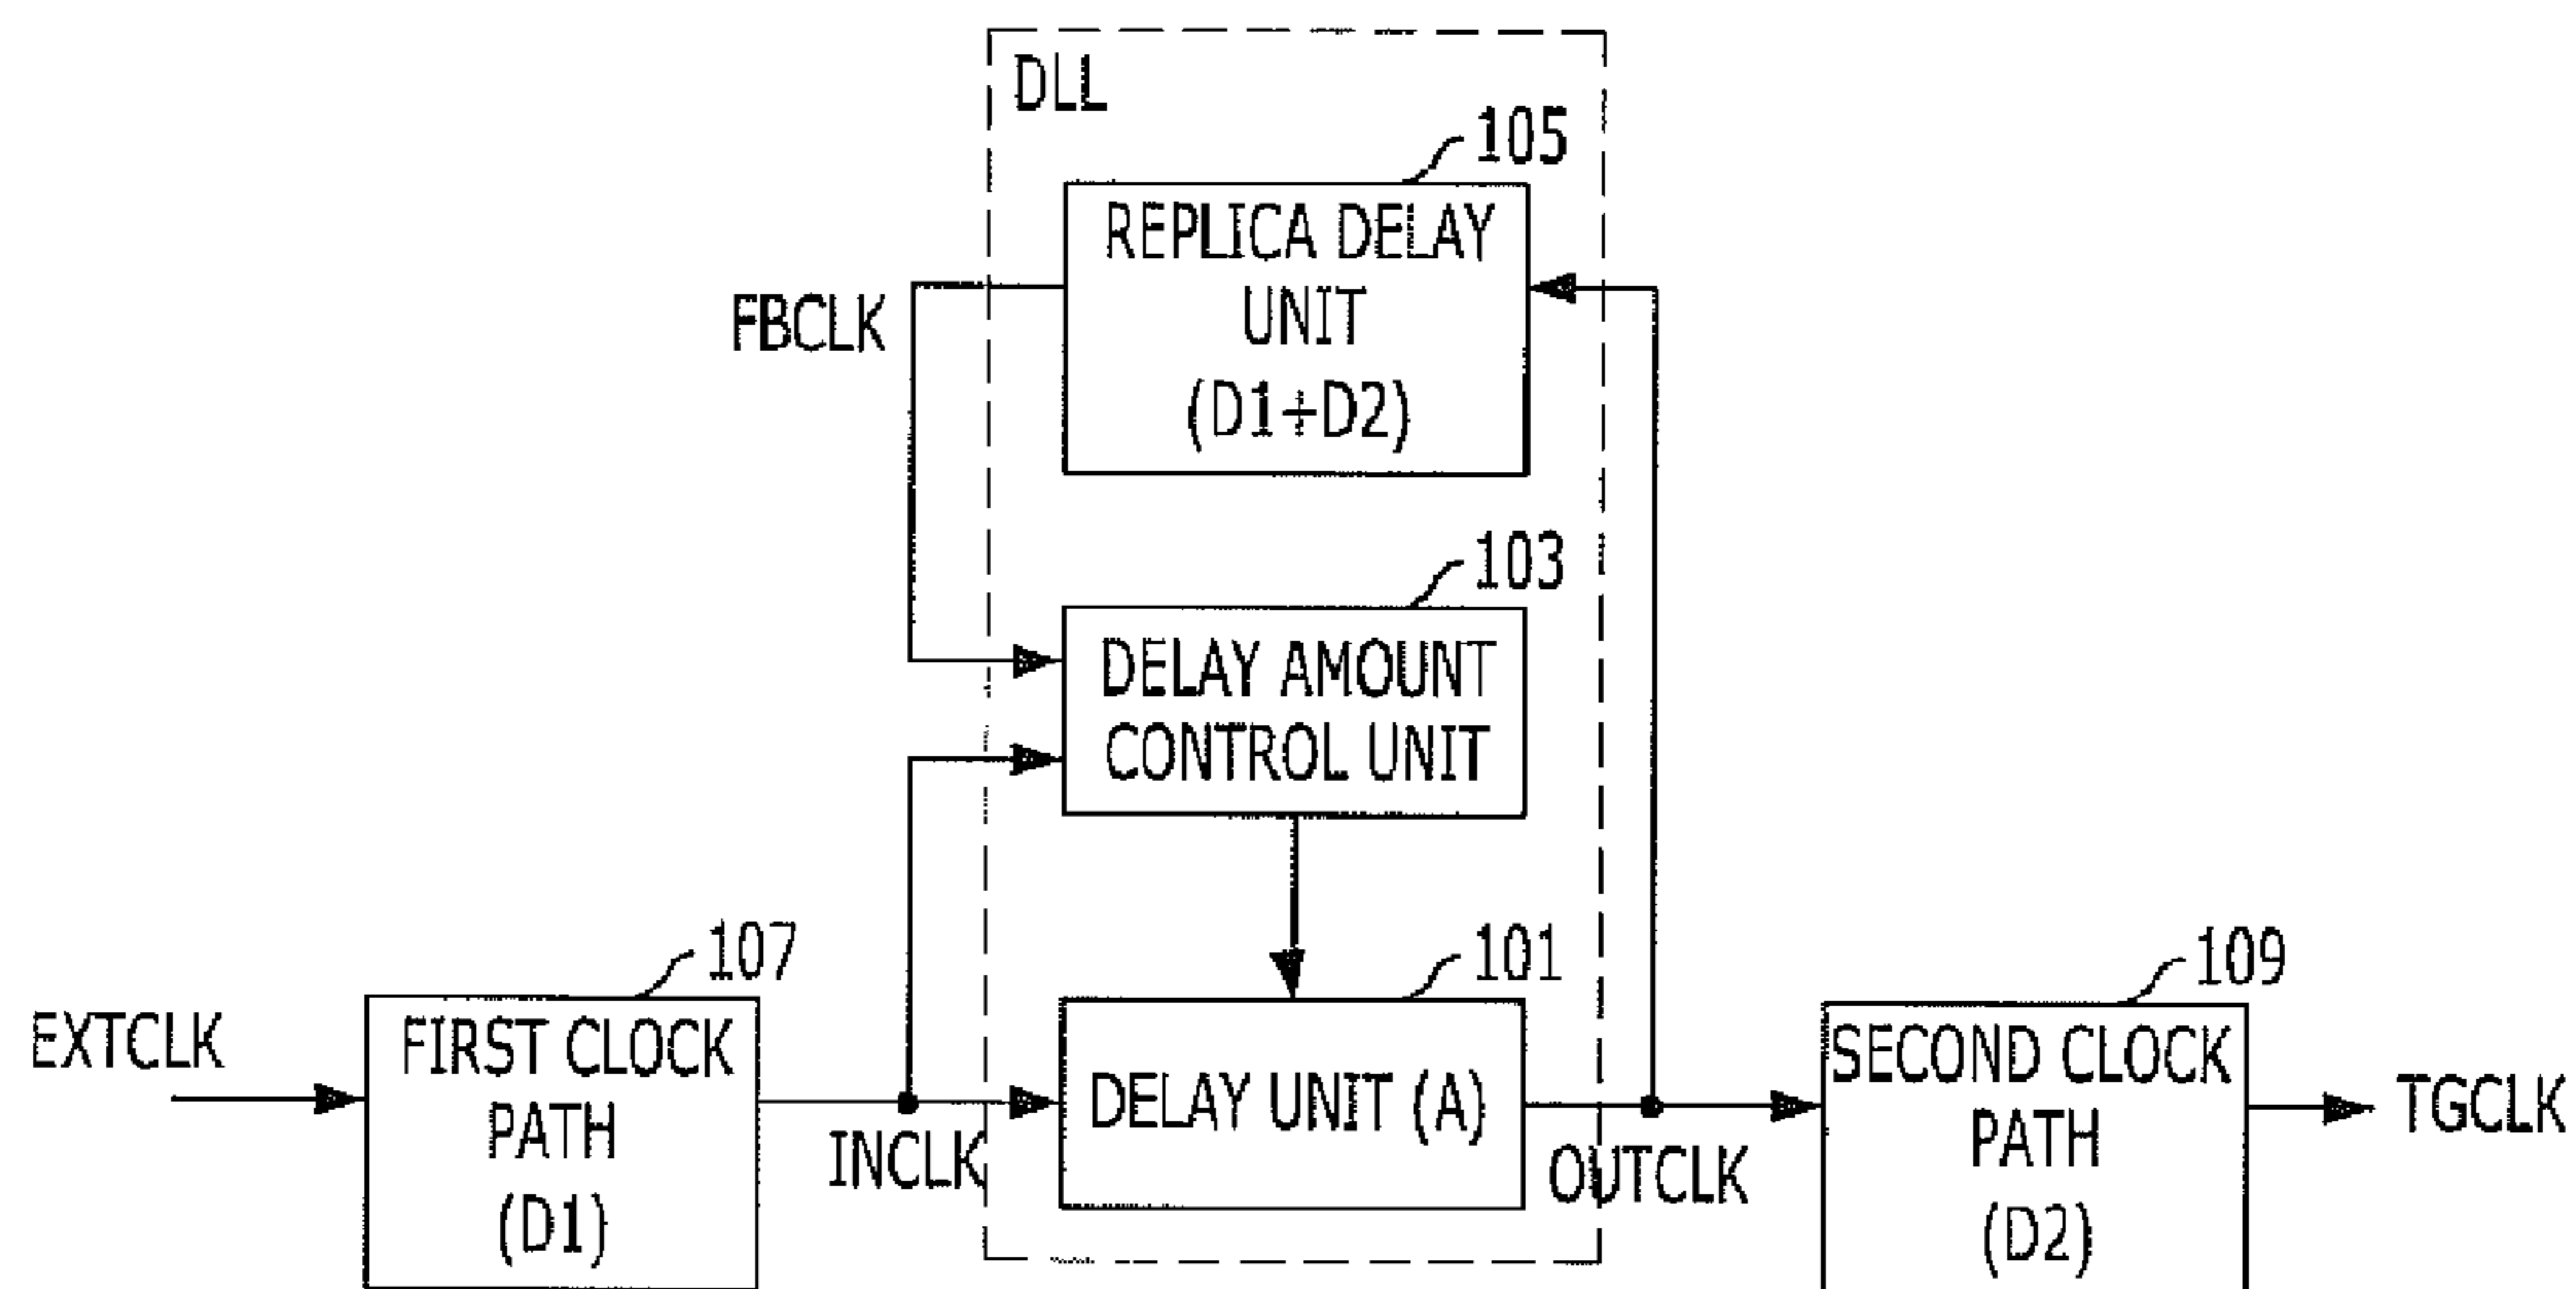 DLL
105
REPLICA DELAY
UNIT
(D1+D2)
FBCLK
103
DELAY AMOUNT
CONTROL UNIT
107
101
109
EXTCLK
FIRST CLOCK
PATH
(D1)
INCLK
DELAY UNIT (A)
OUTCLK
SECOND CLOCK
PATH
(D2)
TGCLK